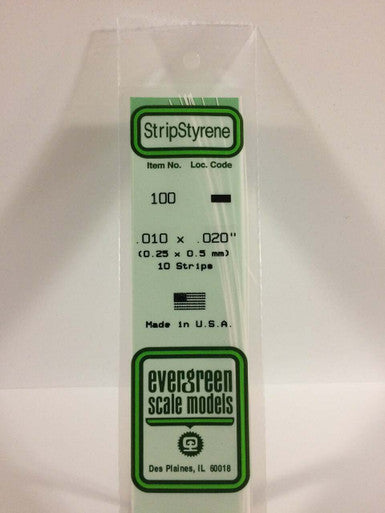 StripStyrene
Item No. Loc. Code
100
.010 x .020"
(0.25 x 0.5 mm)
10 Strips
Made in U.S.A.
evergreen
scale models
Des Plaines, IL 60018